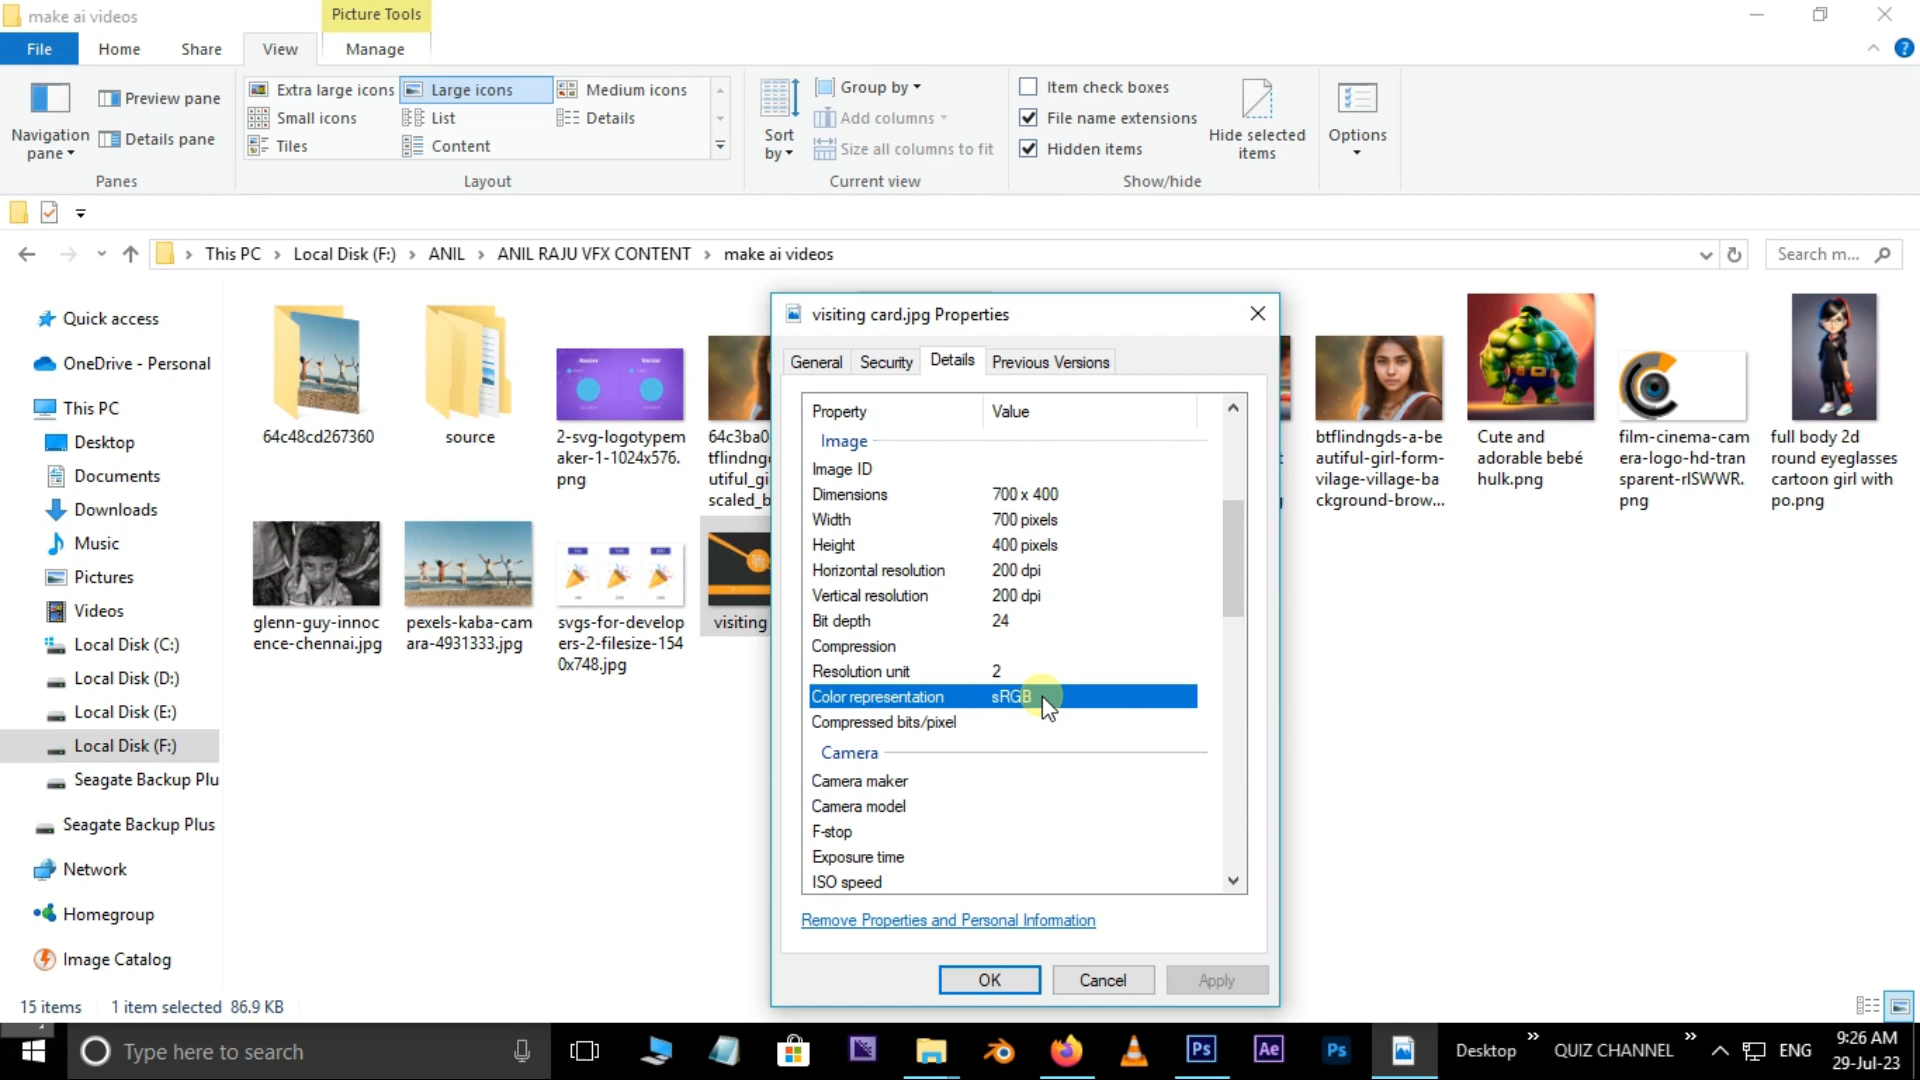 make ai videos
Picture Tools
File
Home
Share
View
Manage
Navigation
pane
Preview pane
Details pane
Panes
Extra large icons
Large icons
Medium icons
Small icons
List
Details
Tiles
Content
Layout
Sort
by
Group by
Add columns
Size all columns to fit
Current view
Item check boxes
File name extensions
Hidden items
Hide selected
items
Show/hide
Options
This PC > Local Disk (F:) > ANIL > ANIL RAJU VFX CONTENT > make ai videos
Search m...
Quick access
OneDrive - Personal
This PC
Desktop
Documents
Downloads
Music
Pictures
Videos
Local Disk (C:)
Local Disk (D:)
Local Disk (E:)
Local Disk (F:)
Seagate Backup Plu
Seagate Backup Plus
Network
Homegroup
Image Catalog
64c48cd267360
source
Raster
Vector
2-svg-logotypem
aker-1-1024x576.
png
64c3ba0
tflindng
utiful_gi
scaled_b
btflindngds-a-be
autiful-girl-form-
vilage-village-ba
ckground-brow...
Cute and
adorable bebé
hulk.png
film-cinema-cam
era-logo-hd-tran
sparent-rISWWR.
png
full body 2d
round eyeglasses
cartoon girl with
po.png
glenn-guy-innoc
ence-chennai.jpg
pexels-kaba-cam
ara-4931333.jpg
svgs-for-develop
ers-2-filesize-154
0x748.jpg
visiting
visiting card.jpg Properties
General
Security
Details
Previous Versions
Property Value
Image
Image ID
Dimensions 700 x 400
Width 700 pixels
Height 400 pixels
Horizontal resolution 200 dpi
Vertical resolution 200 dpi
Bit depth 24
Compression
Resolution unit 2
Color representation sRGB
Compressed bits/pixel
Camera
Camera maker
Camera model
F-stop
Exposure time
ISO speed
Remove Properties and Personal Information
OK
Cancel
Apply
15 items 1 item selected 86.9 KB
Type here to search
Ps
Ae
Ps
Desktop
QUIZ CHANNEL
ENG
9:26 AM
29-Jul-23